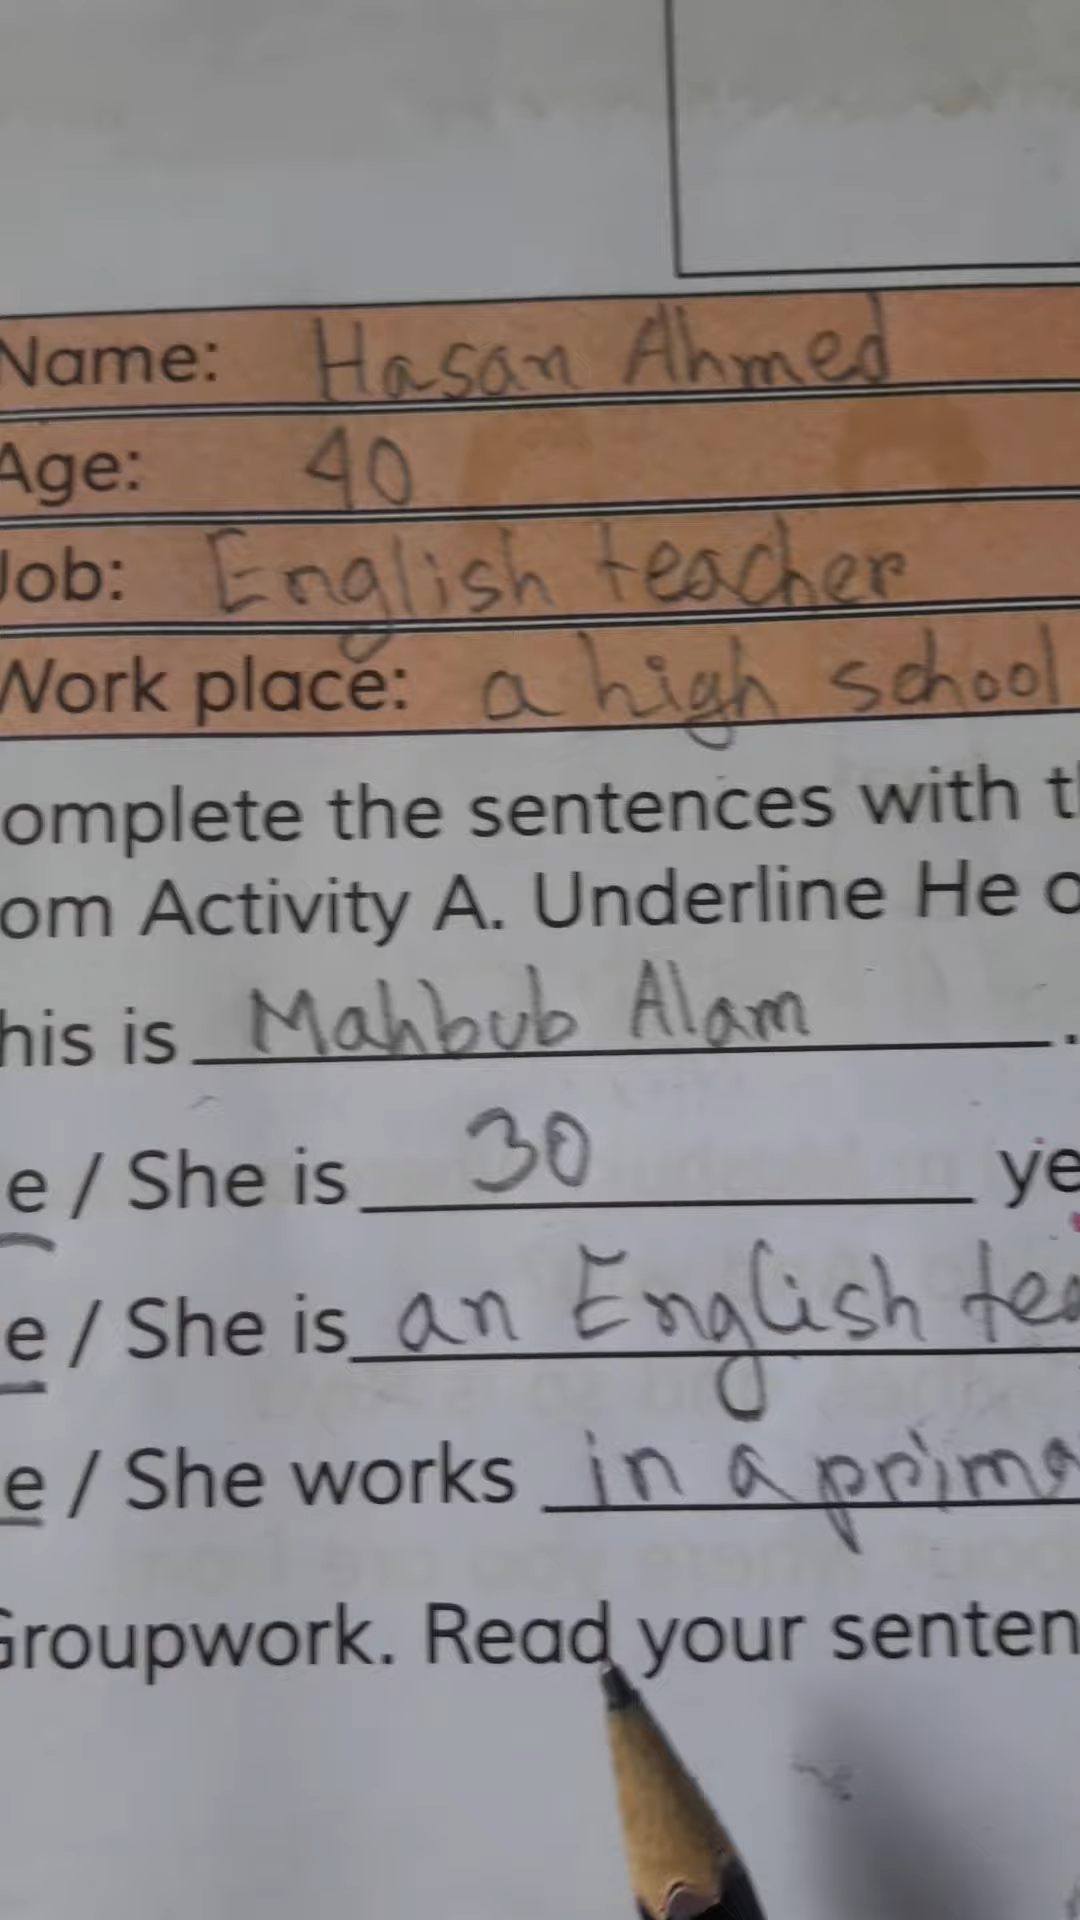 Name: Hasan Ahmed
Age: 40
Job: English teacher
Work place: a high school
omplete the sentences with
om Activity A. Underline He
his is Mahbub Alam.
e / She is 30 ye
e / She is an English tea
e / She works in a prima
Groupwork. Read your senten